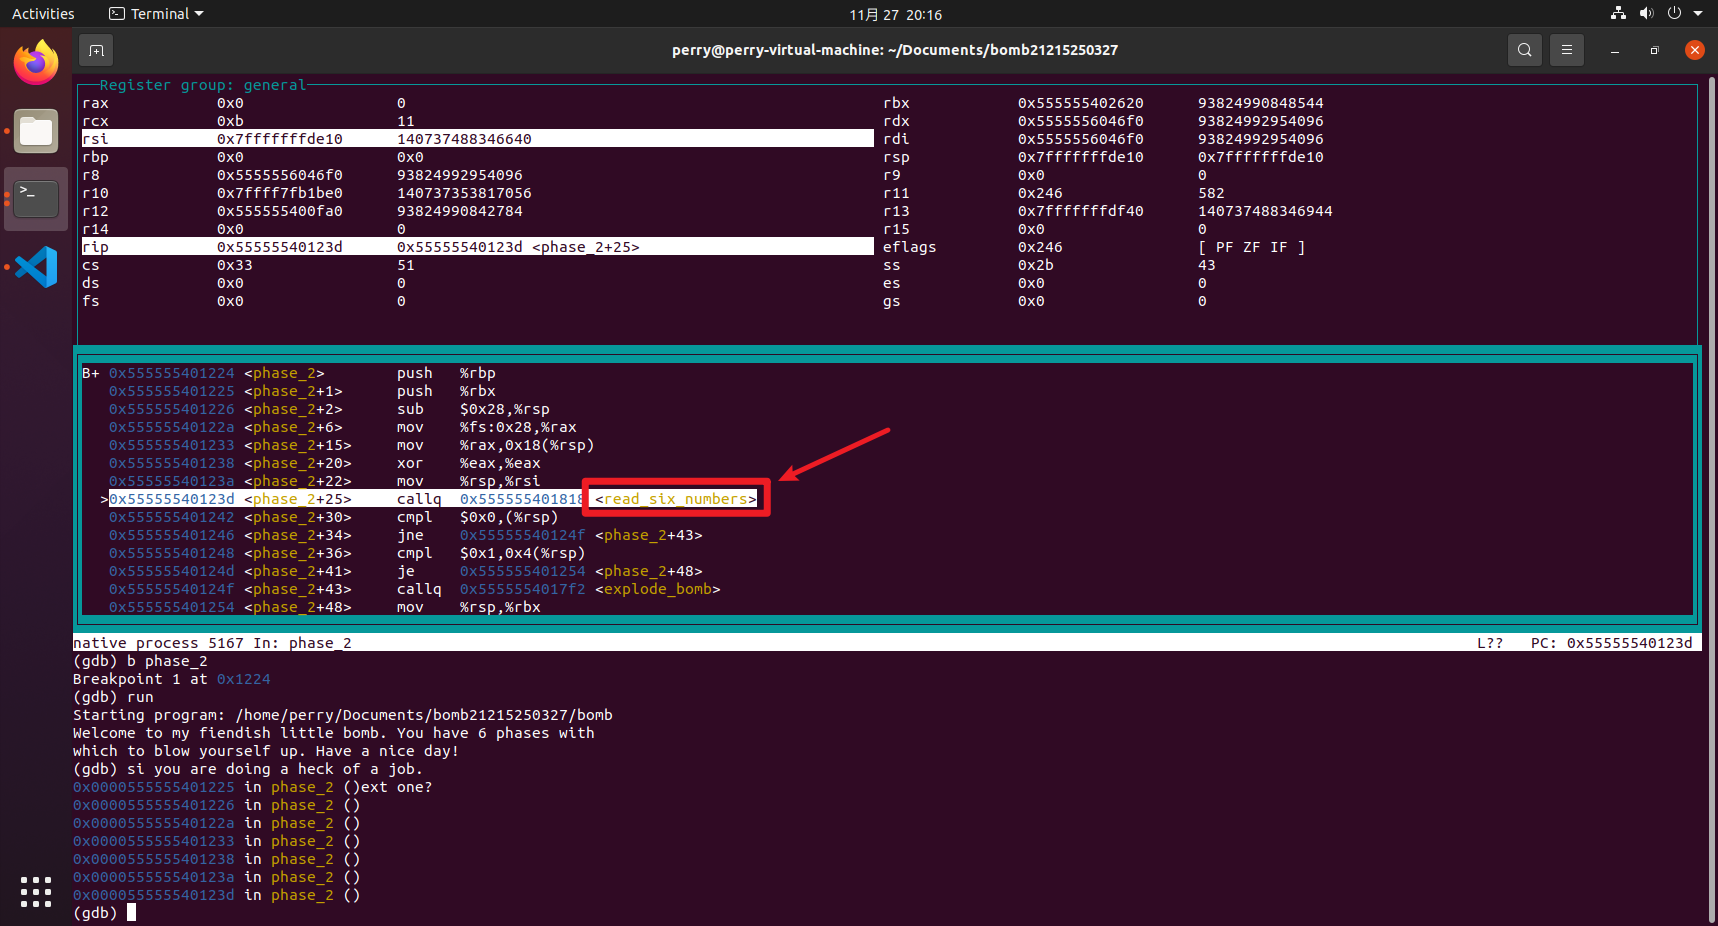 Activities Terminal 11月 27 20:16
perry@perry-virtual-machine: ~/Documents/bomb21215250327
Register group: general
rax 0x0 0 rbx 0x555555402620 93824990848544
rcx 0xb 11 rdx 0x5555556046f0 93824992954096
rsi 0x7fffffffde10 140737488346640 rdi 0x5555556046f0 93824992954096
rbp 0x0 0x0 rsp 0x7fffffffde10 0x7fffffffde10
r8 0x5555556046f0 93824992954096 r9 0x0 0
r10 0x7ffff7fb1be0 140737353817056 r11 0x246 582
r12 0x555555400fa0 93824990842784 r13 0x7fffffffdf40 140737488346944
r14 0x0 0 r15 0x0 0
rip 0x55555540123d 0x55555540123d <phase_2+25> eflags 0x246 [ PF ZF IF ]
cs 0x33 51 ss 0x2b 43
ds 0x0 0 es 0x0 0
fs 0x0 0 gs 0x0 0
B+ 0x555555401224 <phase_2> push %rbp
0x555555401225 <phase_2+1> push %rbx
0x555555401226 <phase_2+2> sub $0x28,%rsp
0x55555540122a <phase_2+6> mov %fs:0x28,%rax
0x555555401233 <phase_2+15> mov %rax,0x18(%rsp)
0x555555401238 <phase_2+20> xor %eax,%eax
0x55555540123a <phase_2+22> mov %rsp,%rsi
>0x55555540123d <phase_2+25> callq 0x555555401818 <read_six_numbers>
0x555555401242 <phase_2+30> cmpl $0x0,(%rsp)
0x555555401246 <phase_2+34> jne 0x55555540124f <phase_2+43>
0x555555401248 <phase_2+36> cmpl $0x1,0x4(%rsp)
0x55555540124d <phase_2+41> je 0x555555401254 <phase_2+48>
0x55555540124f <phase_2+43> callq 0x5555554017f2 <explode_bomb>
0x555555401254 <phase_2+48> mov %rsp,%rbx
native process 5167 In: phase_2 L?? PC: 0x55555540123d
(gdb) b phase_2
Breakpoint 1 at 0x1224
(gdb) run
Starting program: /home/perry/Documents/bomb21215250327/bomb
Welcome to my fiendish little bomb. You have 6 phases with
which to blow yourself up. Have a nice day!
(gdb) si you are doing a heck of a job.
0x0000555555401225 in phase_2 ()ext one?
0x0000555555401226 in phase_2 ()
0x000055555540122a in phase_2 ()
0x0000555555401233 in phase_2 ()
0x0000555555401238 in phase_2 ()
0x000055555540123a in phase_2 ()
0x000055555540123d in phase_2 ()
(gdb)